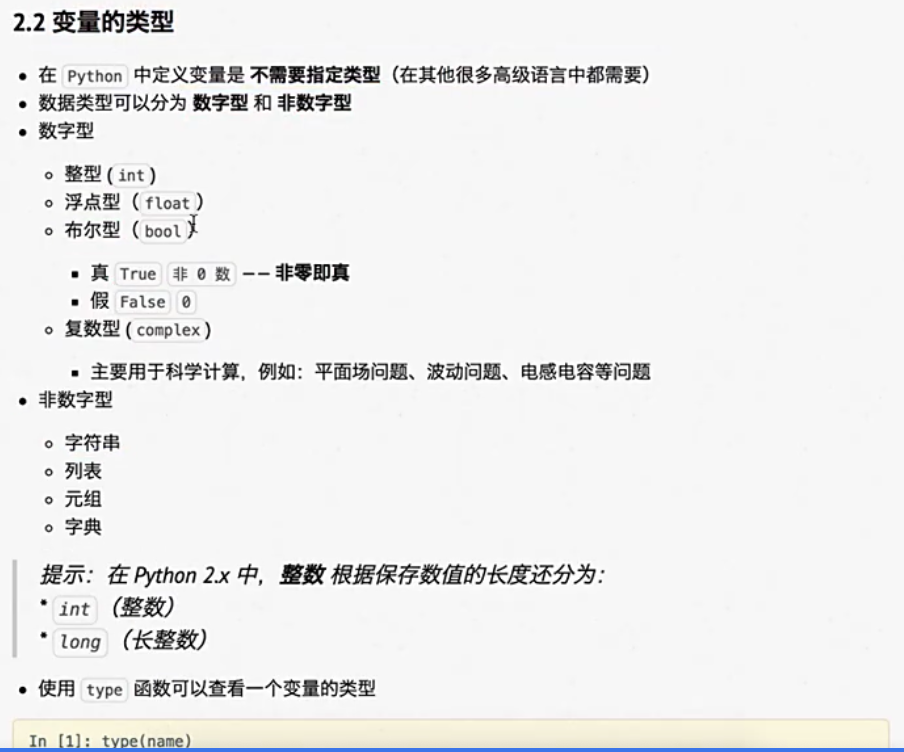 2.2 变量的类型
在 Python 中定义变量是 不需要指定类型（在其他很多高级语言中都需要）
数据类型可以分为 数字型 和 非数字型
数字型
整型 ( int )
浮点型（ float ）
布尔型（ bool ）
真 True 非 0 数 —— 非零即真
假 False 0
复数型 ( complex )
主要用于科学计算，例如：平面场问题、波动问题、电感电容等问题
非数字型
字符串
列表
元组
字典
提示：在 Python 2.x 中，整数 根据保存数值的长度还分为：
* int （整数）
* long （长整数）
使用 type 函数可以查看一个变量的类型
In [1]: type(name)